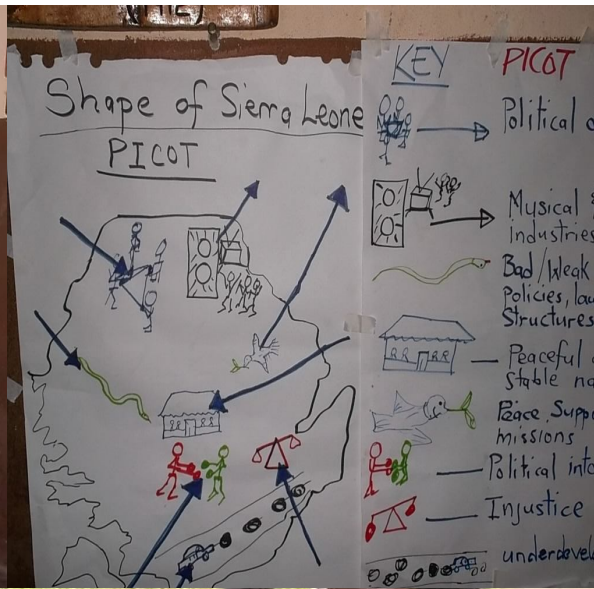 Shape of Sierra Leone
PICOT
KEY
PICOT
Political
Musical
Industries
Bad/Weak
Policies, law
Structures
Peaceful
stable
Peace Supp
missions
Political
Injustice
underdevel